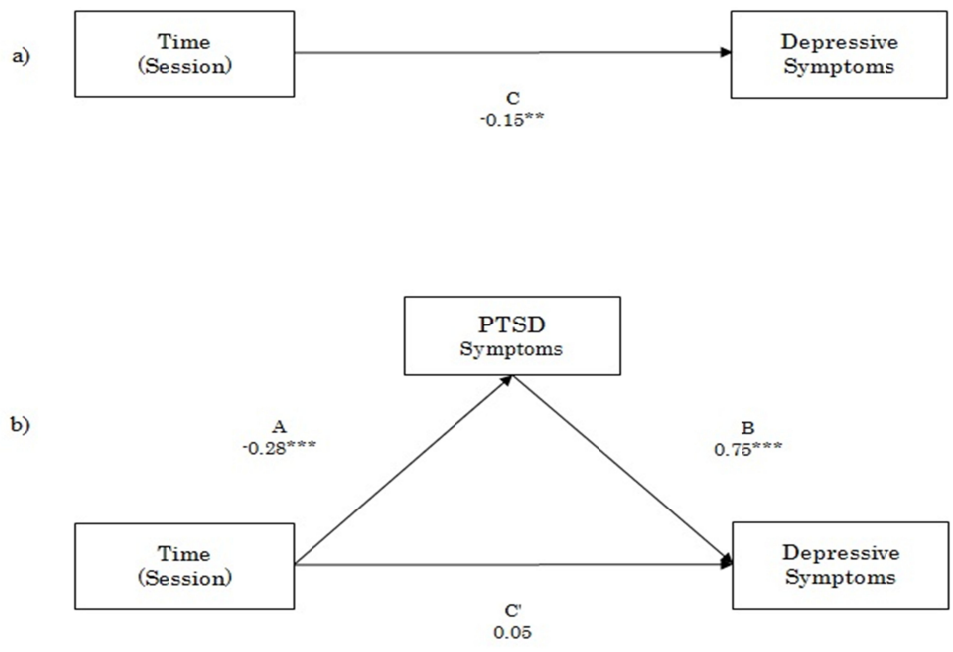 a)
Time
(Session)
Depressive
Symptoms
C
-0.15**
PTSD
Symptoms
b)
A
-0.28***
B
0.75***
Time
(Session)
Depressive
Symptoms
C'
0.05